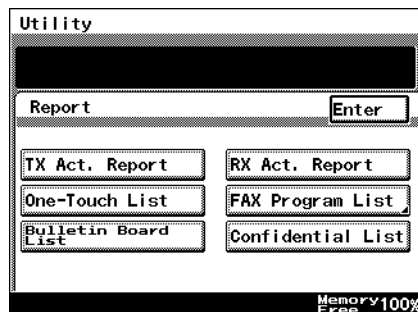 Utility
Report
Enter
TX Act. Report
RX Act. Report
One-Touch List
FAX Program List
Bulletin Board
List
Confidential List
Memory
Free
100%